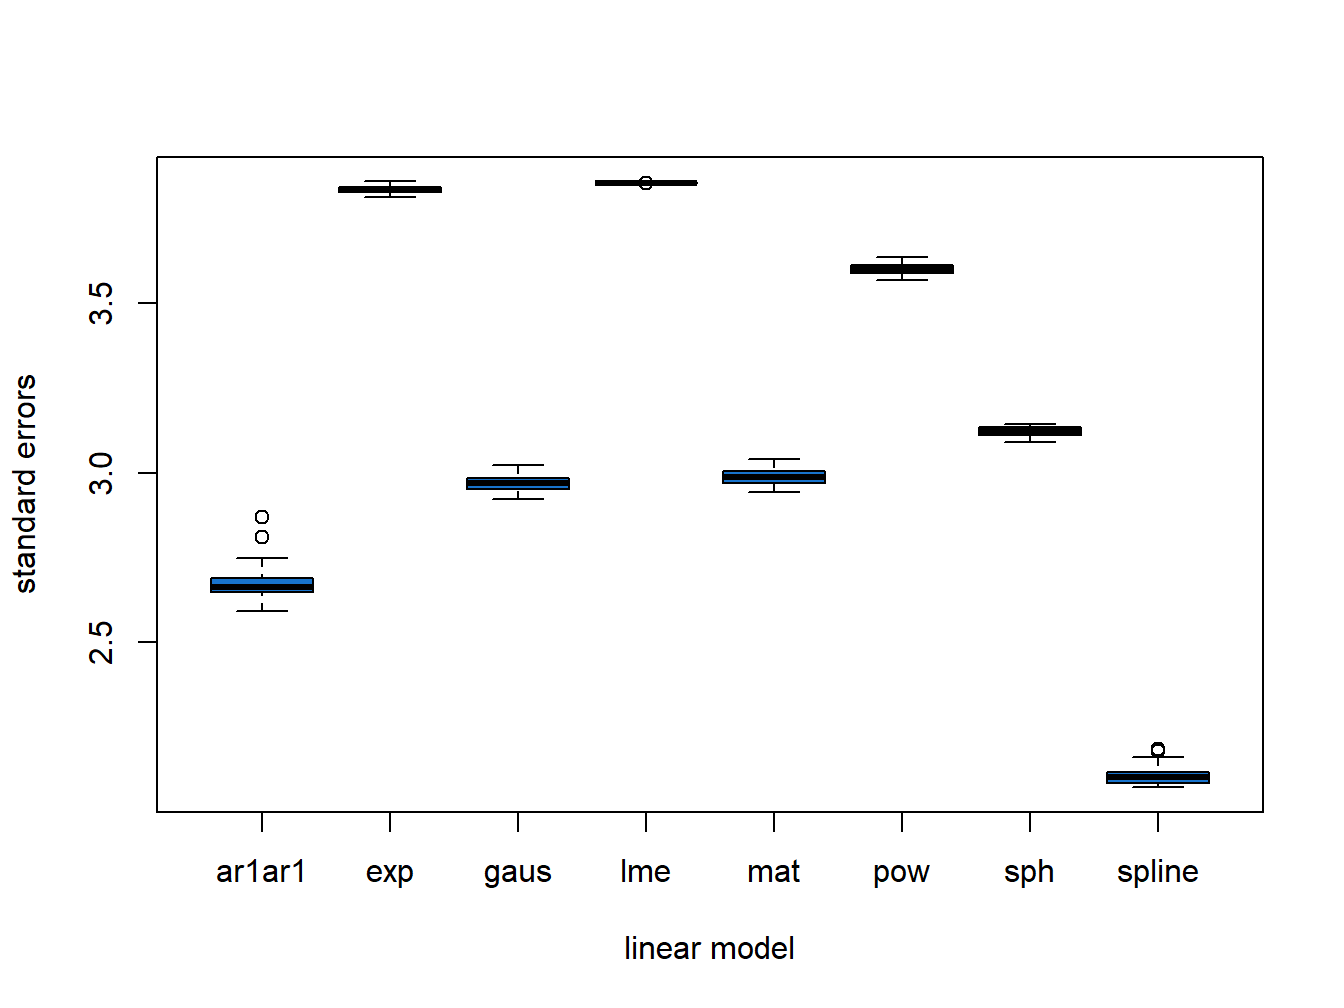 standard errors
3.5
3.0
2.5
ar1ar1 exp gaus lme mat pow sph spline
linear model